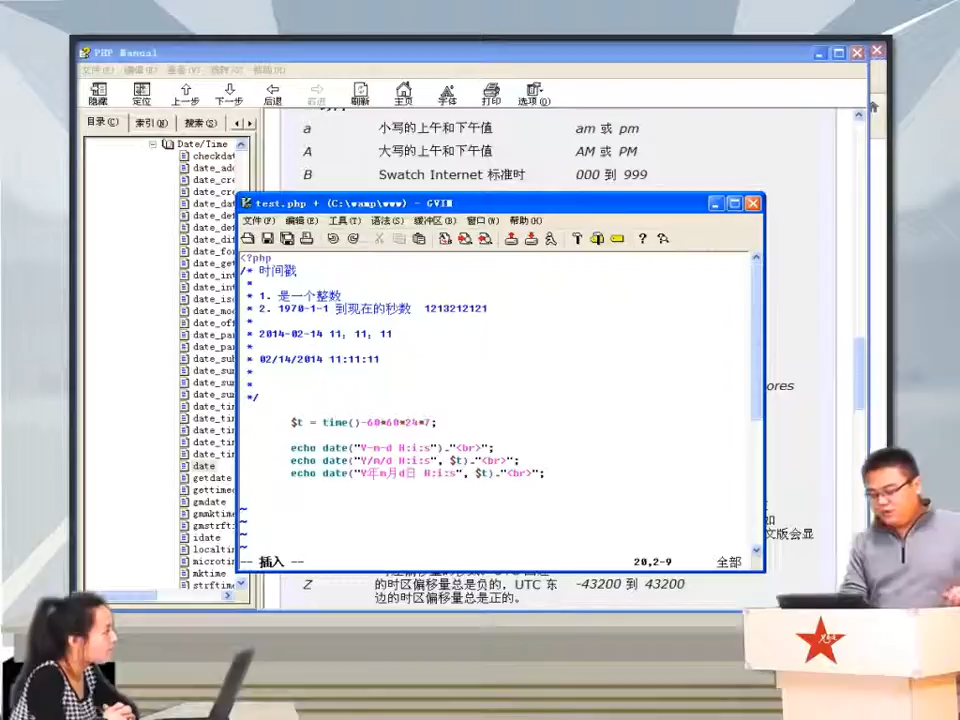 PHP Manual
隐藏 定位 上一步 下一步 后退 前进 刷新 主页 字体 打印 选项(O)
目录(C) 索引(N) 搜索(S)
Date/Time
checkdat
date_add
date_cre
date_cre
date_dat
date_def
date_def
date_dif
date_for
date_get
date_int
date_int
date_iso
date_mod
date_off
date_par
date_par
date_sub
date_sun
date_sun
date_sun
date_tim
date_tim
date_tim
date_tim
date
getdate
gettimeo
gmdate
gmmktime
gmstrfti
idate
localtim
microtim
mktime
strftime
a 小写的上午和下午值 am 或 pm
A 大写的上午和下午值 AM 或 PM
B Swatch Internet 标准时 000 到 999
test.php + (C:\wamp\www) - GVIM
文件(F) 编辑(E) 工具(T) 语法(S) 缓冲区(B) 窗口(W) 帮助(H)
<?php
/* 时间戳
*
* 1. 是一个整数
* 2. 1970-1-1 到现在的秒数 1213212121
*
* 2014-02-14 11：11：11
*
* 02/14/2014 11:11:11
*
*
*/
$t = time()-60*60*24*7;
echo date("Y-m-d H:i:s")."<br>";
echo date("Y/m/d H:i:s", $t)."<br>";
echo date("Y年m月d日 H:i:s", $t)."<br>";
~
~
~
~
-- 插入 -- 20,2-9 全部
ores
如
文版会显
Z 的时区偏移量总是负的，UTC 东 -43200 到 43200
边的时区偏移量总是正的。